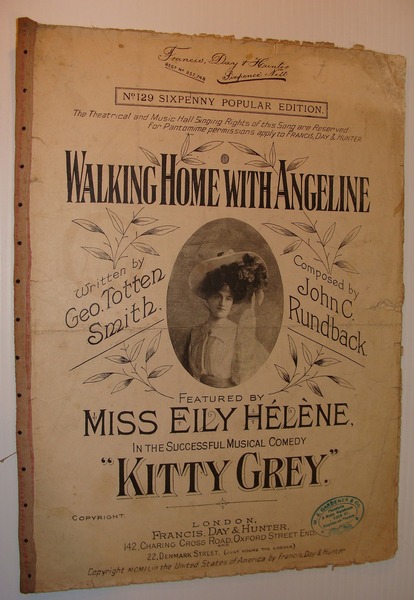 Francis, Day & Hunter
Sixpence Nett
No 129 SIXPENNY POPULAR EDITION.
The Theatrical and Music Hall Singing Rights of this Song are Reserved
For Pantomime permissions apply to FRANCIS, DAY & HUNTER
WALKING HOME WITH ANGELINE
Written by
Geo. Totten
Smith.
Composed by
John C.
Rundback.
FEATURED BY
MISS EILY HÉLÈNE,
IN THE SUCCESSFUL MUSICAL COMEDY
"KITTY GREY."
COPYRIGHT.
LONDON,
FRANCIS, DAY & HUNTER,
142, CHARING CROSS ROAD, OXFORD STREET END.
22, DENMARK STREET,
Copyright MCMII in the United States of America by Francis, Day & Hunter